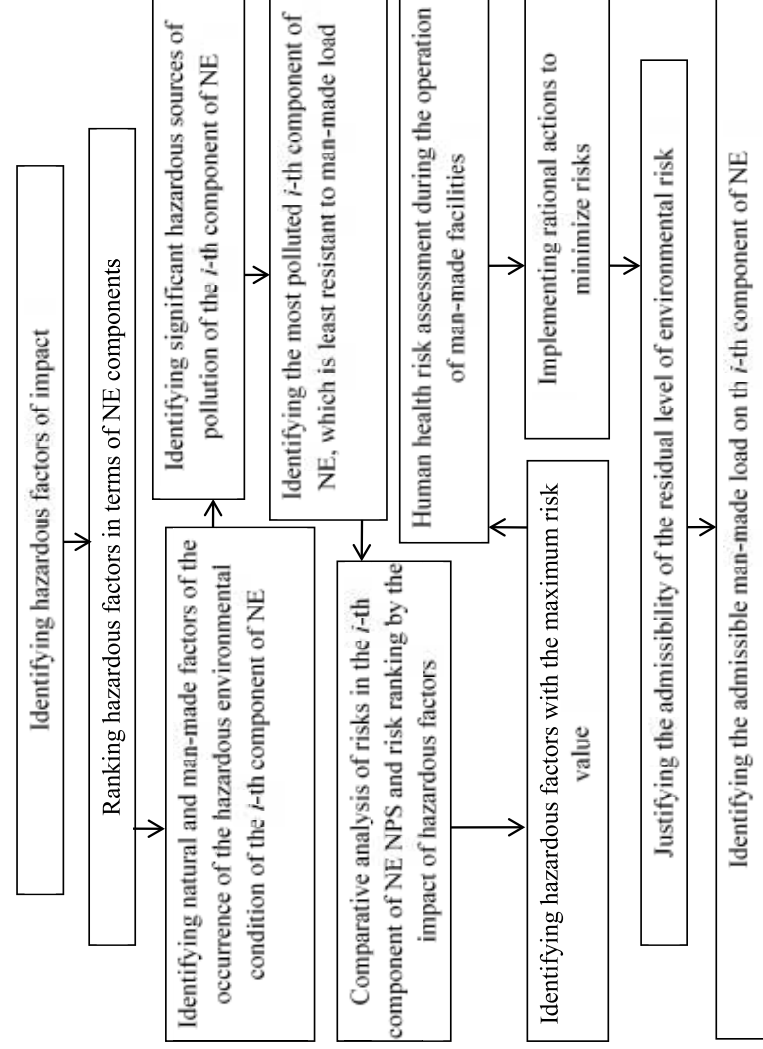 Identifying hazardous factors of impact
Ranking hazardous factors in terms of NE components
Identifying natural and man-made factors of the
occurrence of the hazardous environmental
condition of the i-th component of NE
Identifying significant hazardous sources of
pollution of the i-th component of NE
Identifying the most polluted i-th component of
NE, which is least resistant to man-made load
Comparative analysis of risks in the i-th
component of NE NPS and risk ranking by the
impact of hazardous factors
Identifying hazardous factors with the maximum risk
value
Human health risk assessment during the operation
of man-made facilities
Implementing rational actions to
minimize risks
Justifying the admissibility of the residual level of environmental risk
Identifying the admissible man-made load on th i-th component of NE